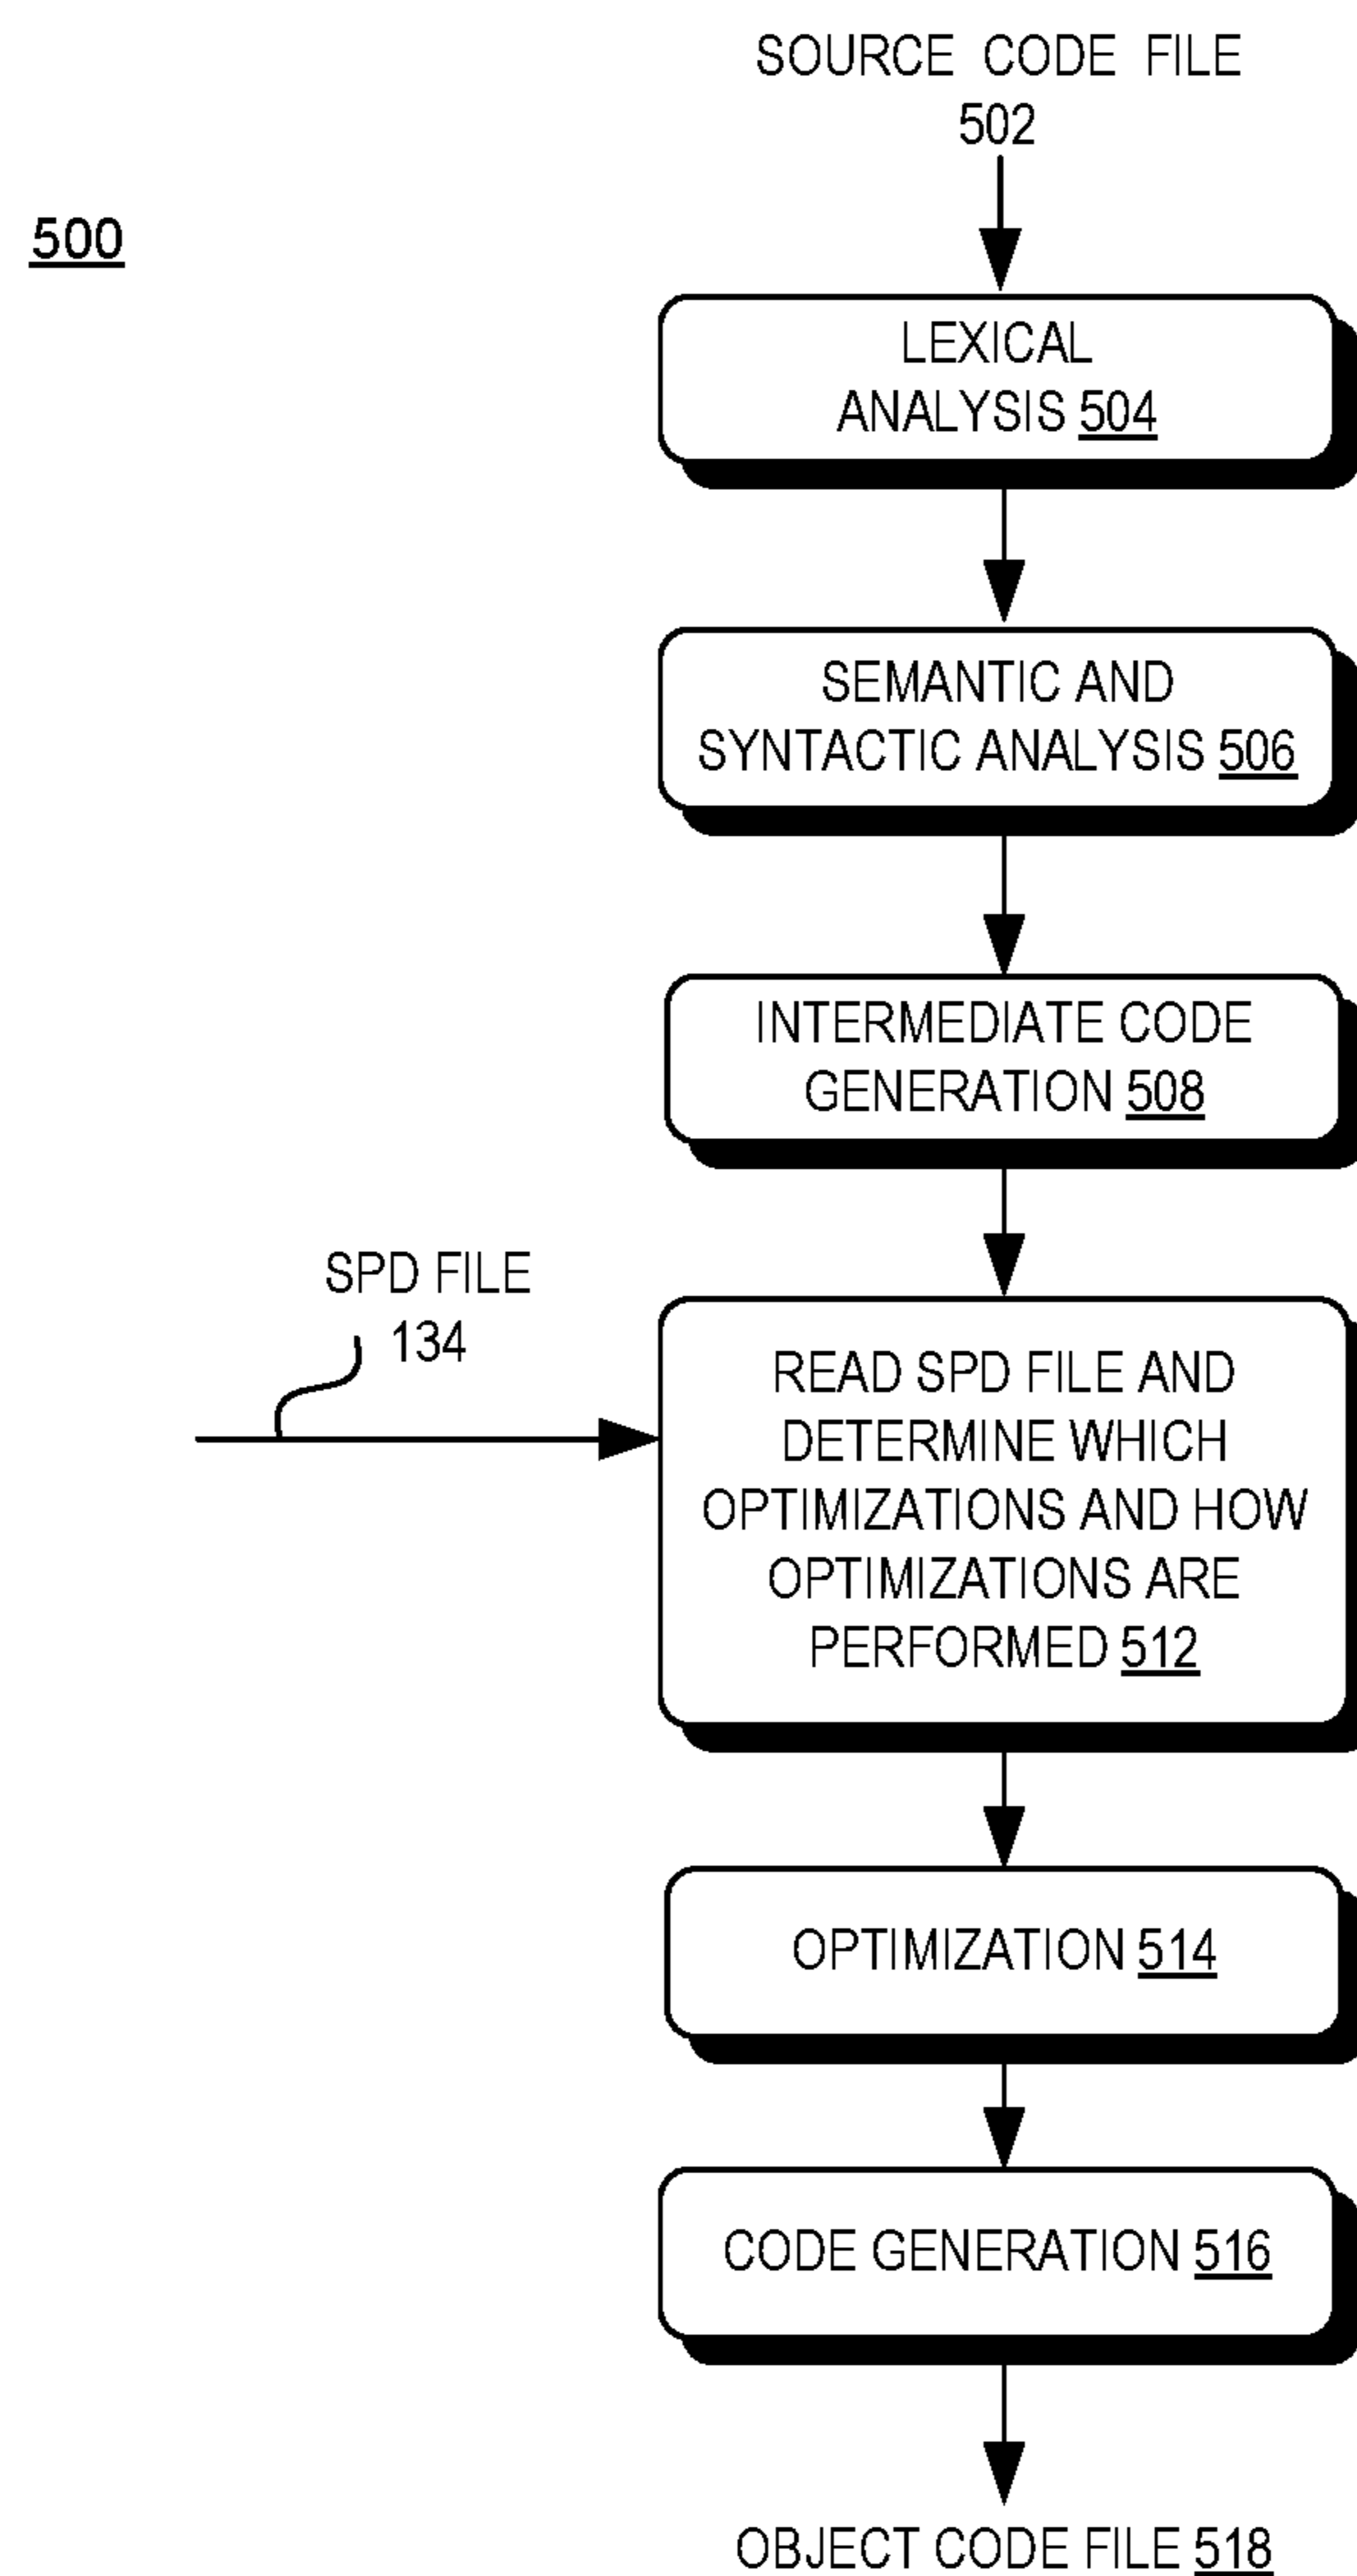 SOURCE CODE FILE
502
500
LEXICAL
ANALYSIS 504
SEMANTIC AND
SYNTACTIC ANALYSIS 506
INTERMEDIATE CODE
GENERATION 508
SPD FILE
134
READ SPD FILE AND
DETERMINE WHICH
OPTIMIZATIONS AND HOW
OPTIMIZATIONS ARE
PERFORMED 512
OPTIMIZATION 514
CODE GENERATION 516
OBJECT CODE FILE 518